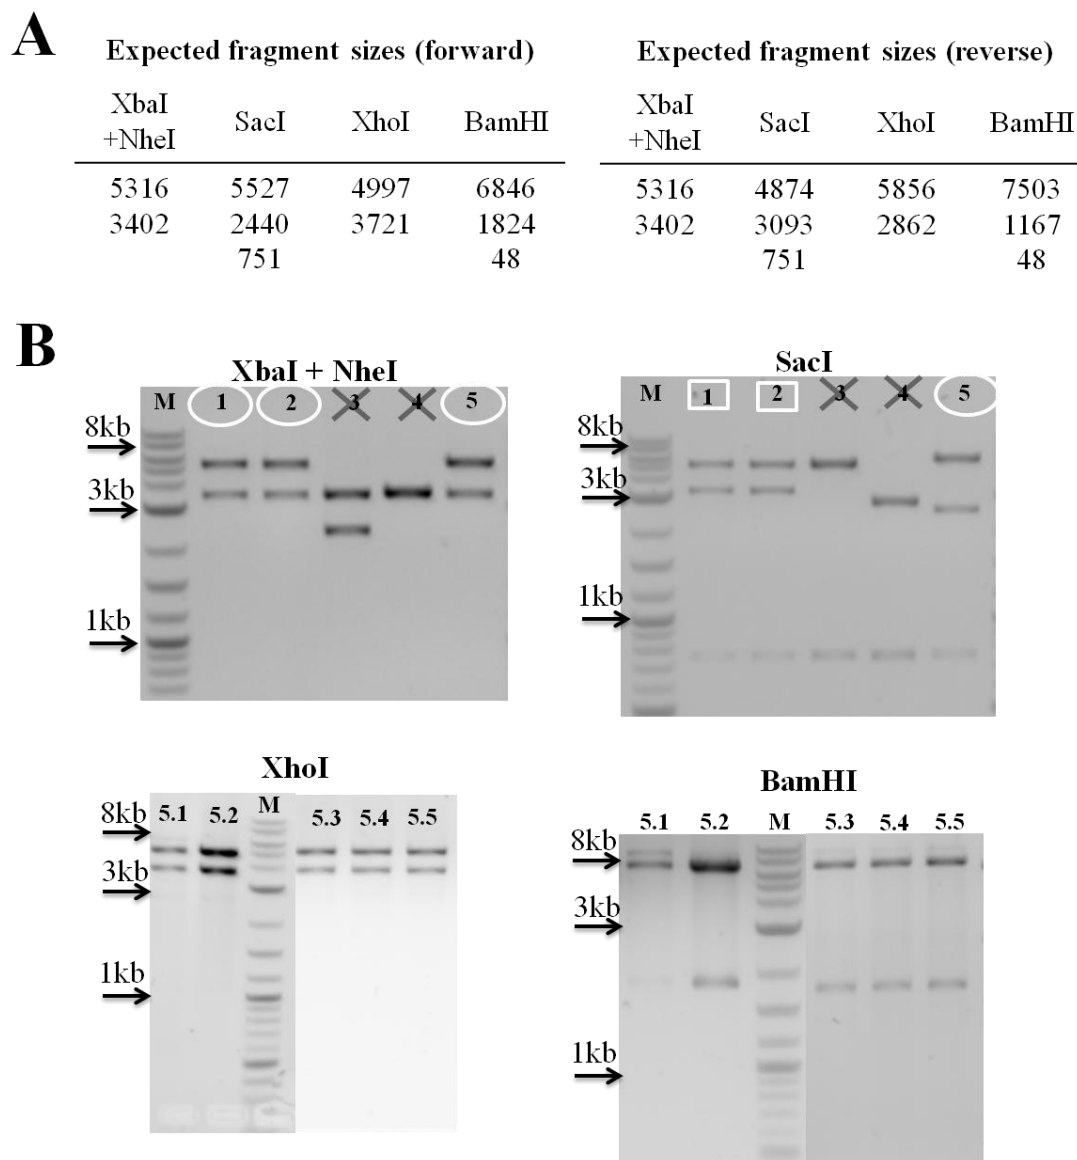 A
Expected fragment sizes (forward)
XbaI +NheI SacI XhoI BamHI
5316 5527 4997 6846
3402 2440 3721 1824
751 48
Expected fragment sizes (reverse)
XbaI +NheI SacI XhoI BamHI
5316 4874 5856 7503
3402 3093 2862 1167
751 48
B
XbaI + NheI
M 1 2 3 4 5
8kb
3kb
1kb
SacI
M 1 2 3 4 5
8kb
3kb
1kb
XhoI
5.1 5.2 M 5.3 5.4 5.5
8kb
3kb
1kb
BamHI
5.1 5.2 M 5.3 5.4 5.5
8kb
3kb
1kb